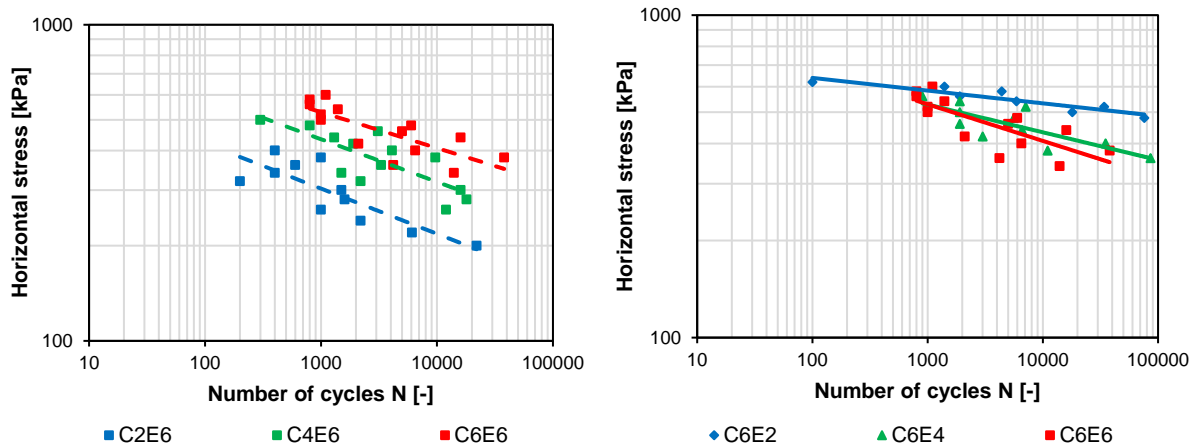 1000
100
Horizontal stress [kPa]
10 100 1000 10000 100000
Number of cycles N [-]
C2E6 C4E6 C6E6
1000
100
Horizontal stress [kPa]
10 100 1000 10000 100000
Number of cycles N [-]
C6E2 C6E4 C6E6